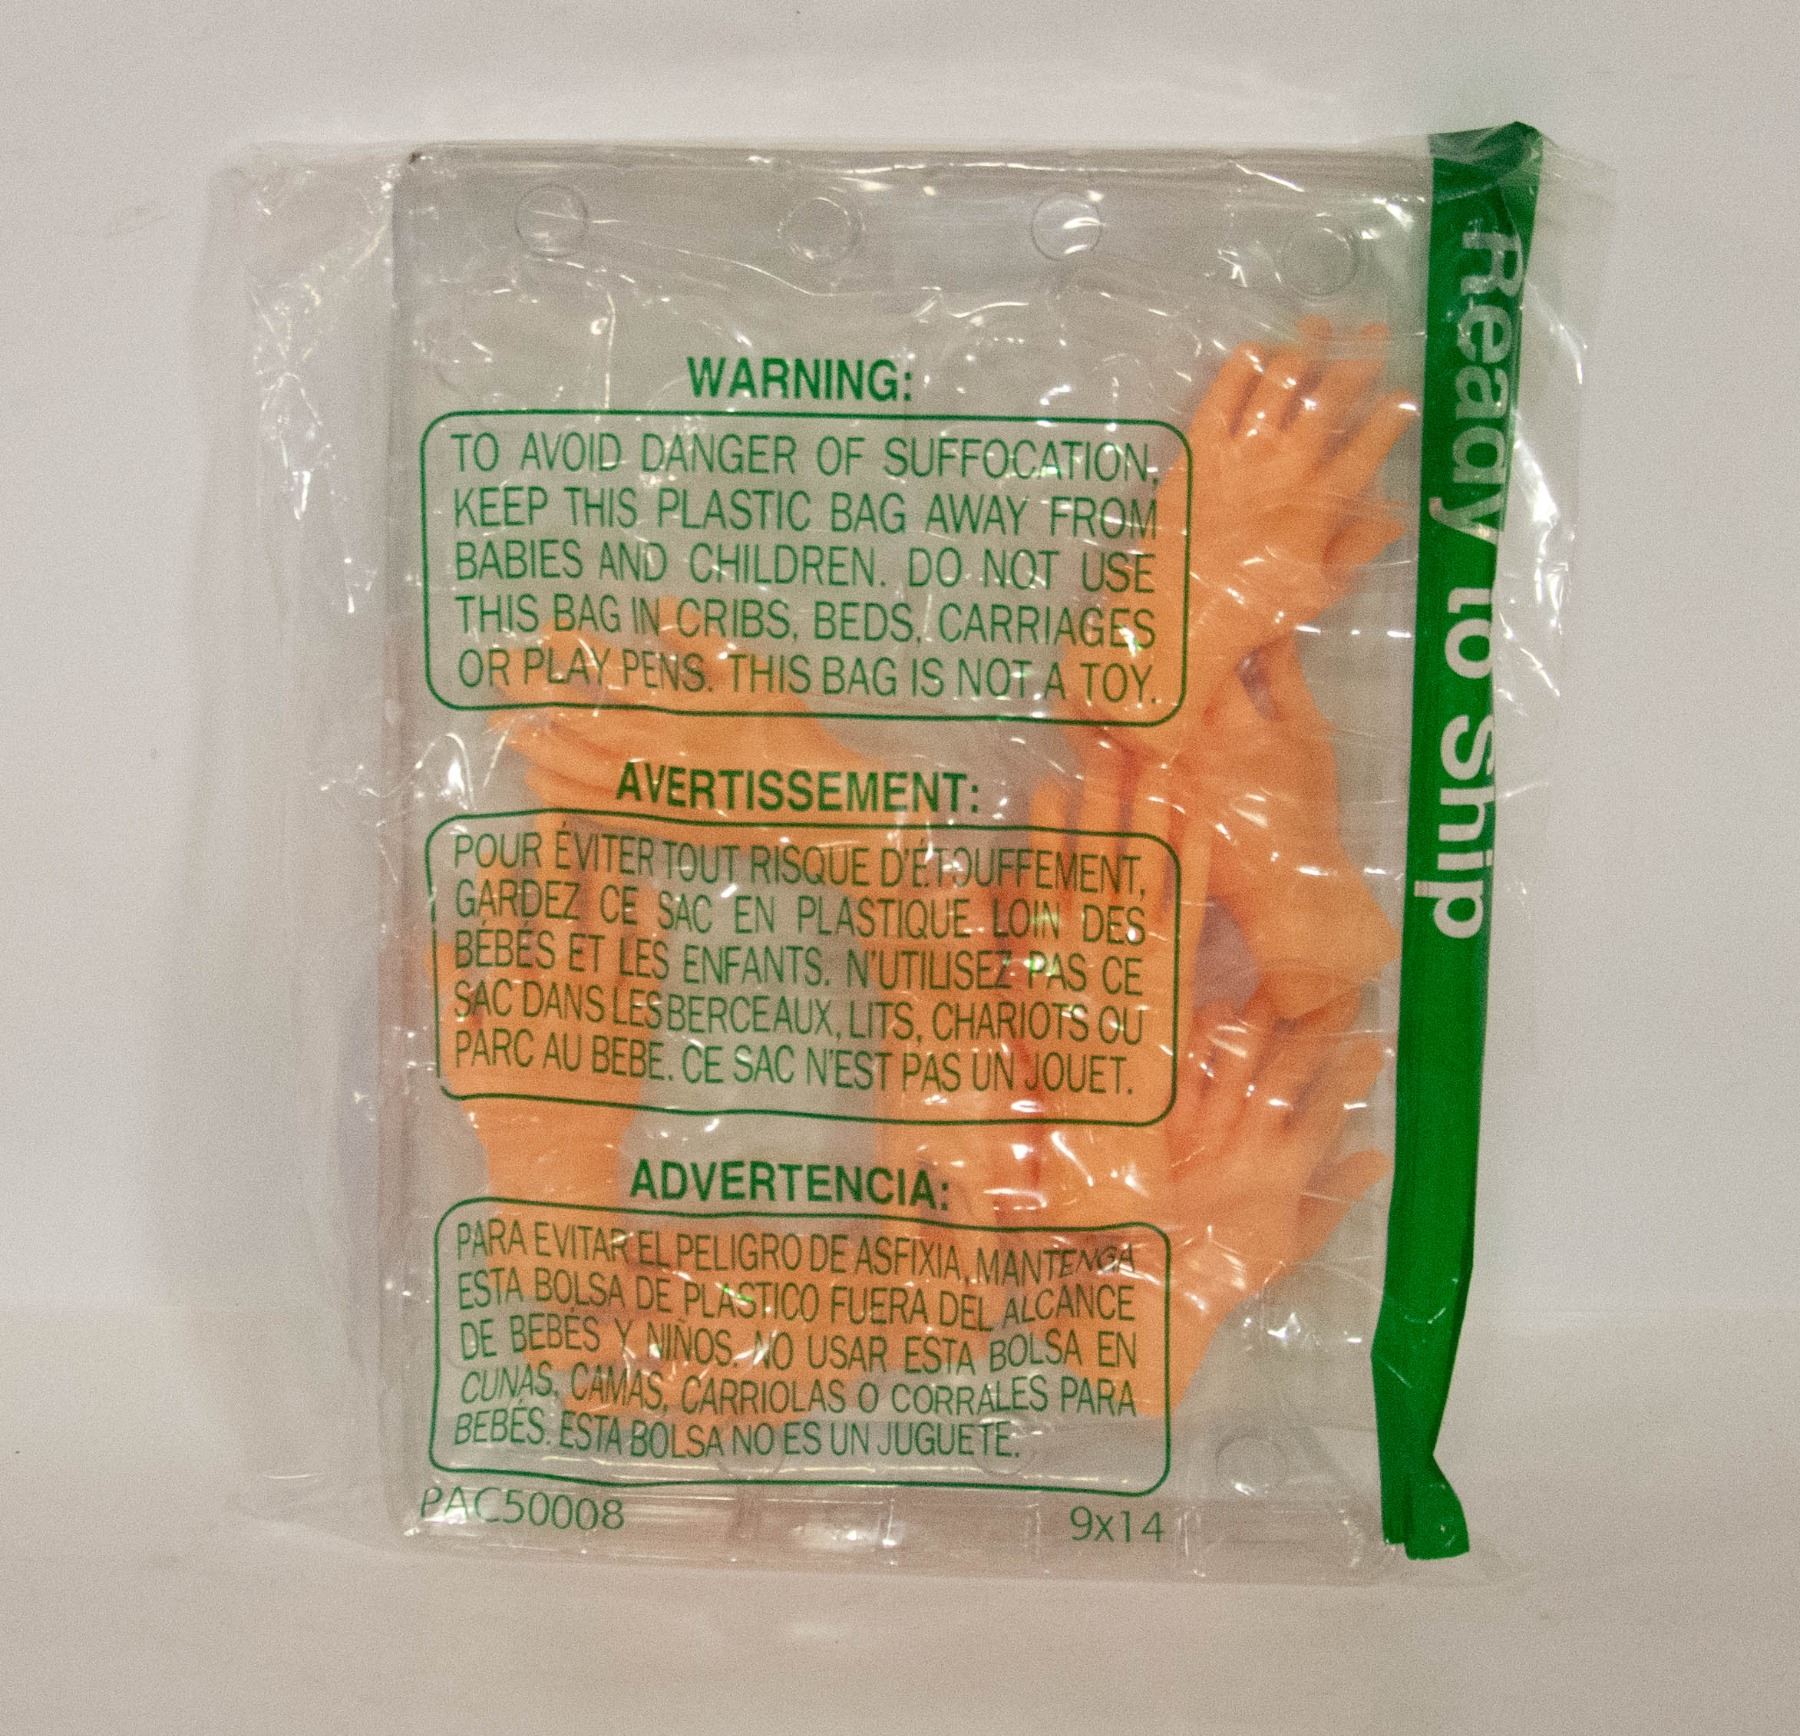 WARNING:
TO AVOID DANGER OF SUFFOCATION,
KEEP THIS PLASTIC BAG AWAY FROM
BABIES AND CHILDREN. DO NOT USE
THIS BAG IN CRIBS, BEDS, CARRIAGES
OR PLAY PENS. THIS BAG IS NOT A TOY.
AVERTISSEMENT:
POUR ÉVITER TOUT RISQUE D'ÉTOUFFEMENT,
GARDEZ CE SAC EN PLASTIQUE LOIN DES
BÉBÉS ET LES ENFANTS. N'UTILISEZ PAS CE
SAC DANS LES BERCEAUX, LITS, CHARIOTS OU
PARC AU BEBE. CE SAC N'EST PAS UN JOUET.
ADVERTENCIA:
PARA EVITAR EL PELIGRO DE ASFIXIA, MANTENGA
ESTA BOLSA DE PLASTICO FUERA DEL ALCANCE
DE BEBÉS Y NIÑOS. NO USAR ESTA BOLSA EN
CUNAS, CAMAS, CARRIOLAS O CORRALES PARA
BEBÉS. ESTA BOLSA NO ES UN JUGUETE.
PAC50008
9x14
Ready to Ship